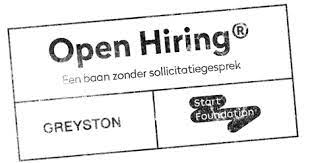 Open Hiring®
Een baan zonder sollicitatiegesprek
GREYSTON
Start
Foundation